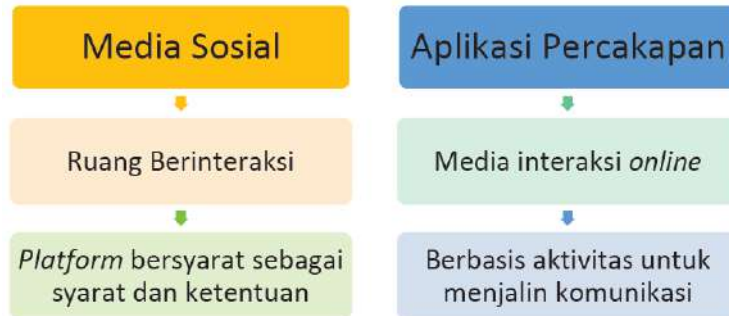 Media Sosial
Ruang Berinteraksi
Platform bersyarat sebagai
syarat dan ketentuan
Aplikasi Percakapan
Media interaksi online
Berbasis aktivitas untuk
menjalin komunikasi